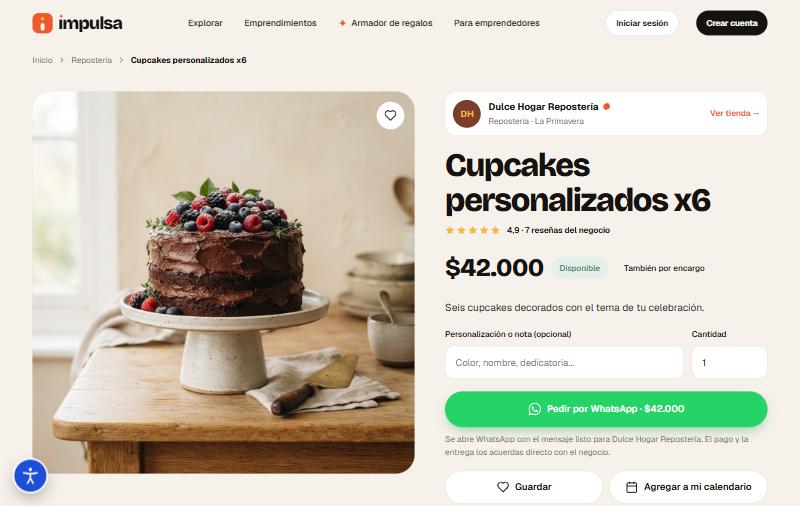 impulsa
Explorar
Emprendimientos
Armador de regalos
Para emprendedores
Iniciar sesión
Crear cuenta
Inicio > Repostería > Cupcakes personalizados x6
DH
Dulce Hogar Repostería
Repostería · La Primavera
Ver tienda →
Cupcakes
personalizados x6
4,9 · 7 reseñas del negocio
$42.000
Disponible
También por encargo
Seis cupcakes decorados con el tema de tu celebración.
Personalización o nota (opcional)
Cantidad
Color, nombre, dedicatoria...
1
Pedir por WhatsApp · $42.000
Se abre WhatsApp con el mensaje listo para Dulce Hogar Repostería. El pago y la
entrega los acuerdas directo con el negocio.
Guardar
Agregar a mi calendario